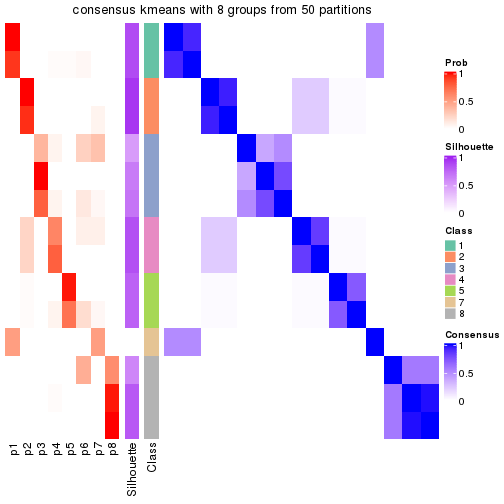 consensus kmeans with 8 groups from 50 partitions
Prob
1
0.5
0
Silhouette
1
0.5
0
Class
1
2
3
4
5
7
8
Consensus
1
0.5
0
p1
p2
p3
p4
p5
p6
p7
p8
Silhouette
Class